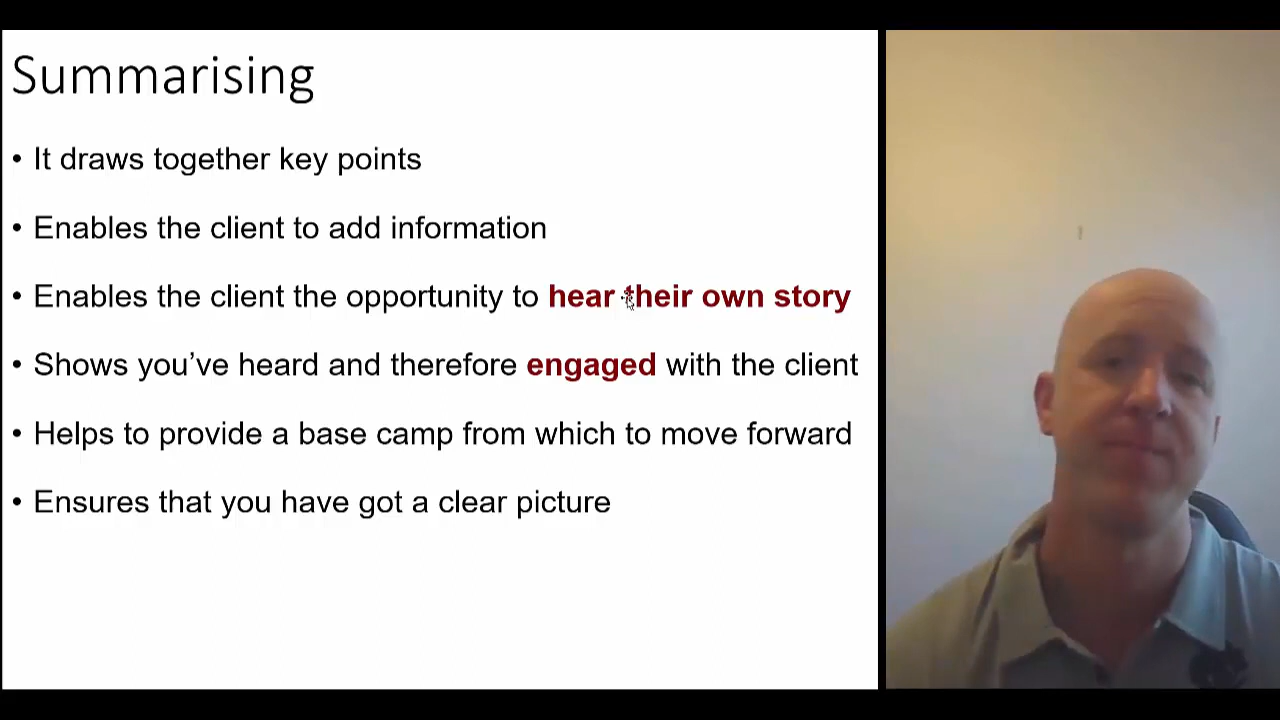 Summarising
• It draws together key points
• Enables the client to add information
• Enables the client the opportunity to hear their own story
• Shows you’ve heard and therefore engaged with the client
• Helps to provide a base camp from which to move forward
• Ensures that you have got a clear picture